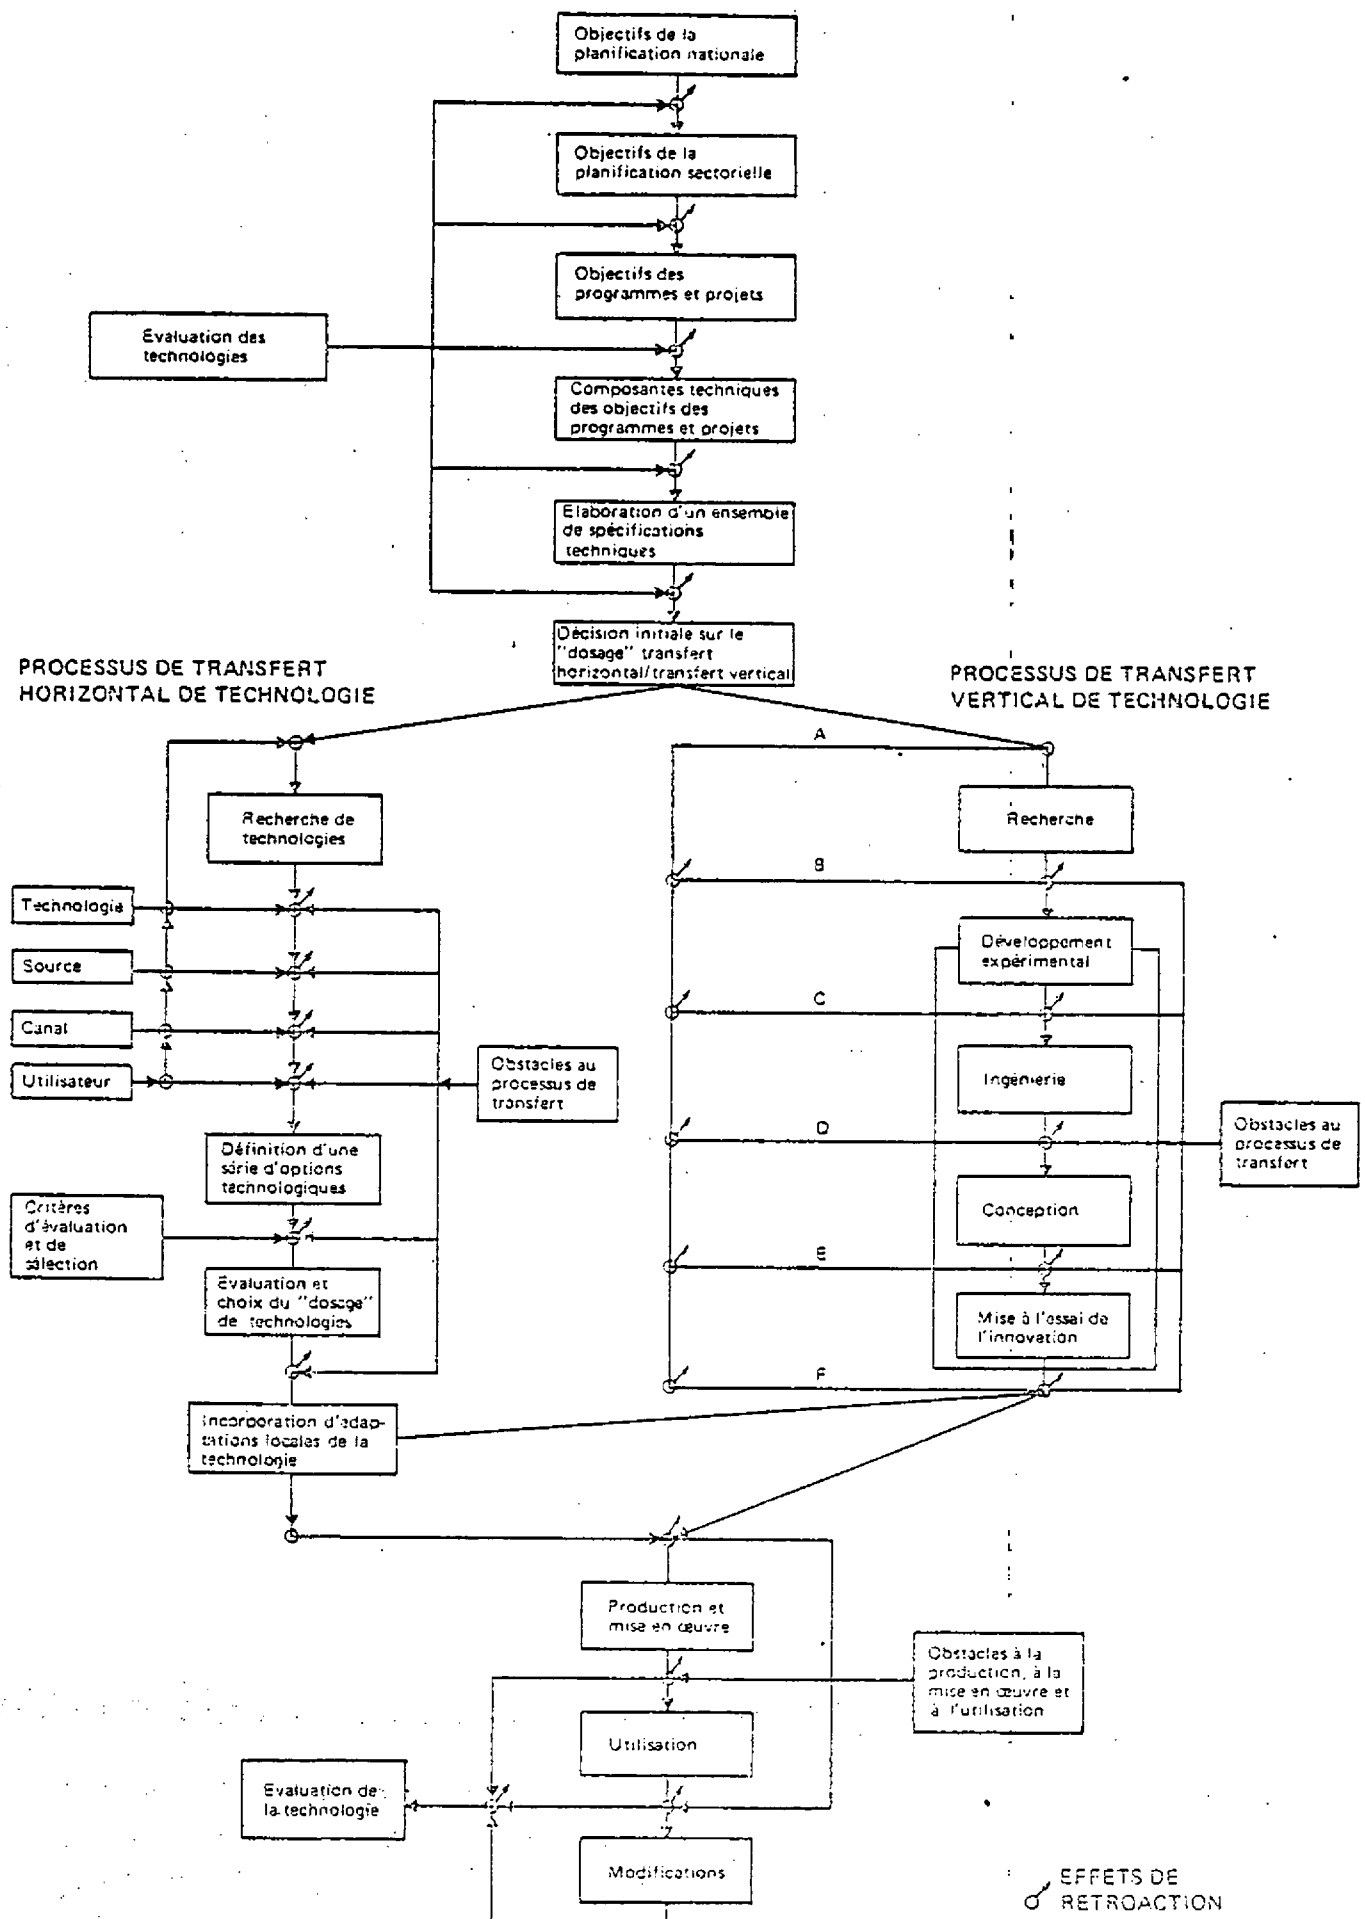 Objectifs de la
planification nationale
Objectifs de la
planification sectorielle
Objectifs des
programmes et projets
Evaluation des
technologies
Composantes techniques
des objectifs des
programmes et projets
Elaboration d'un ensemble
de spécifications
techniques
Décision initiale sur le
"dosage" transfert
horizontal/transfert vertical
PROCESSUS DE TRANSFERT
HORIZONTAL DE TECHNOLOGIE
PROCESSUS DE TRANSFERT
VERTICAL DE TECHNOLOGIE
Recherche de
technologies
Technologie
Source
Canal
Utilisateur
Obstacles au
processus de
transfert
Définition d'une
série d'options
technologiques
Critères
d'évaluation
et de
sélection
Evaluation et
choix du "dosage"
de technologies
Incorporation d'adap-
tations locales de la
technologie
A
Recherche
B
Développement
expérimental
C
Ingénierie
D
Obstacles au
processus de
transfert
Conception
E
Mise à l'essai de
l'innovation
F
Production et
mise en œuvre
Obstacles à la
production, à la
mise en œuvre et
à l'utilisation
Utilisation
Evaluation de
la technologie
Modifications
EFFETS DE
RETROACTION